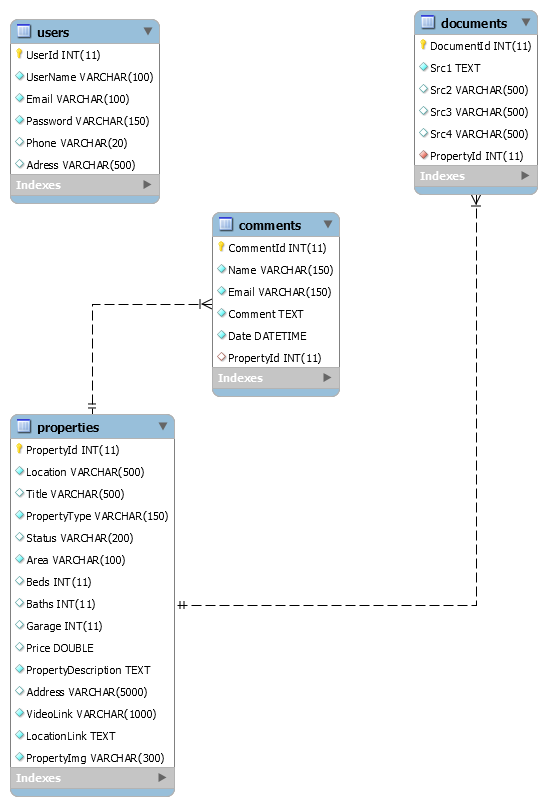 users
UserId INT(11)
UserName VARCHAR(100)
Email VARCHAR(100)
Password VARCHAR(150)
Phone VARCHAR(20)
Adress VARCHAR(500)
Indexes
documents
DocumentId INT(11)
Src1 TEXT
Src2 VARCHAR(500)
Src3 VARCHAR(500)
Src4 VARCHAR(500)
PropertyId INT(11)
Indexes
comments
CommentId INT(11)
Name VARCHAR(150)
Email VARCHAR(150)
Comment TEXT
Date DATETIME
PropertyId INT(11)
Indexes
properties
PropertyId INT(11)
Location VARCHAR(500)
Title VARCHAR(500)
PropertyType VARCHAR(150)
Status VARCHAR(200)
Area VARCHAR(100)
Beds INT(11)
Baths INT(11)
Garage INT(11)
Price DOUBLE
PropertyDescription TEXT
Address VARCHAR(5000)
VideoLink VARCHAR(1000)
LocationLink TEXT
PropertyImg VARCHAR(300)
Indexes